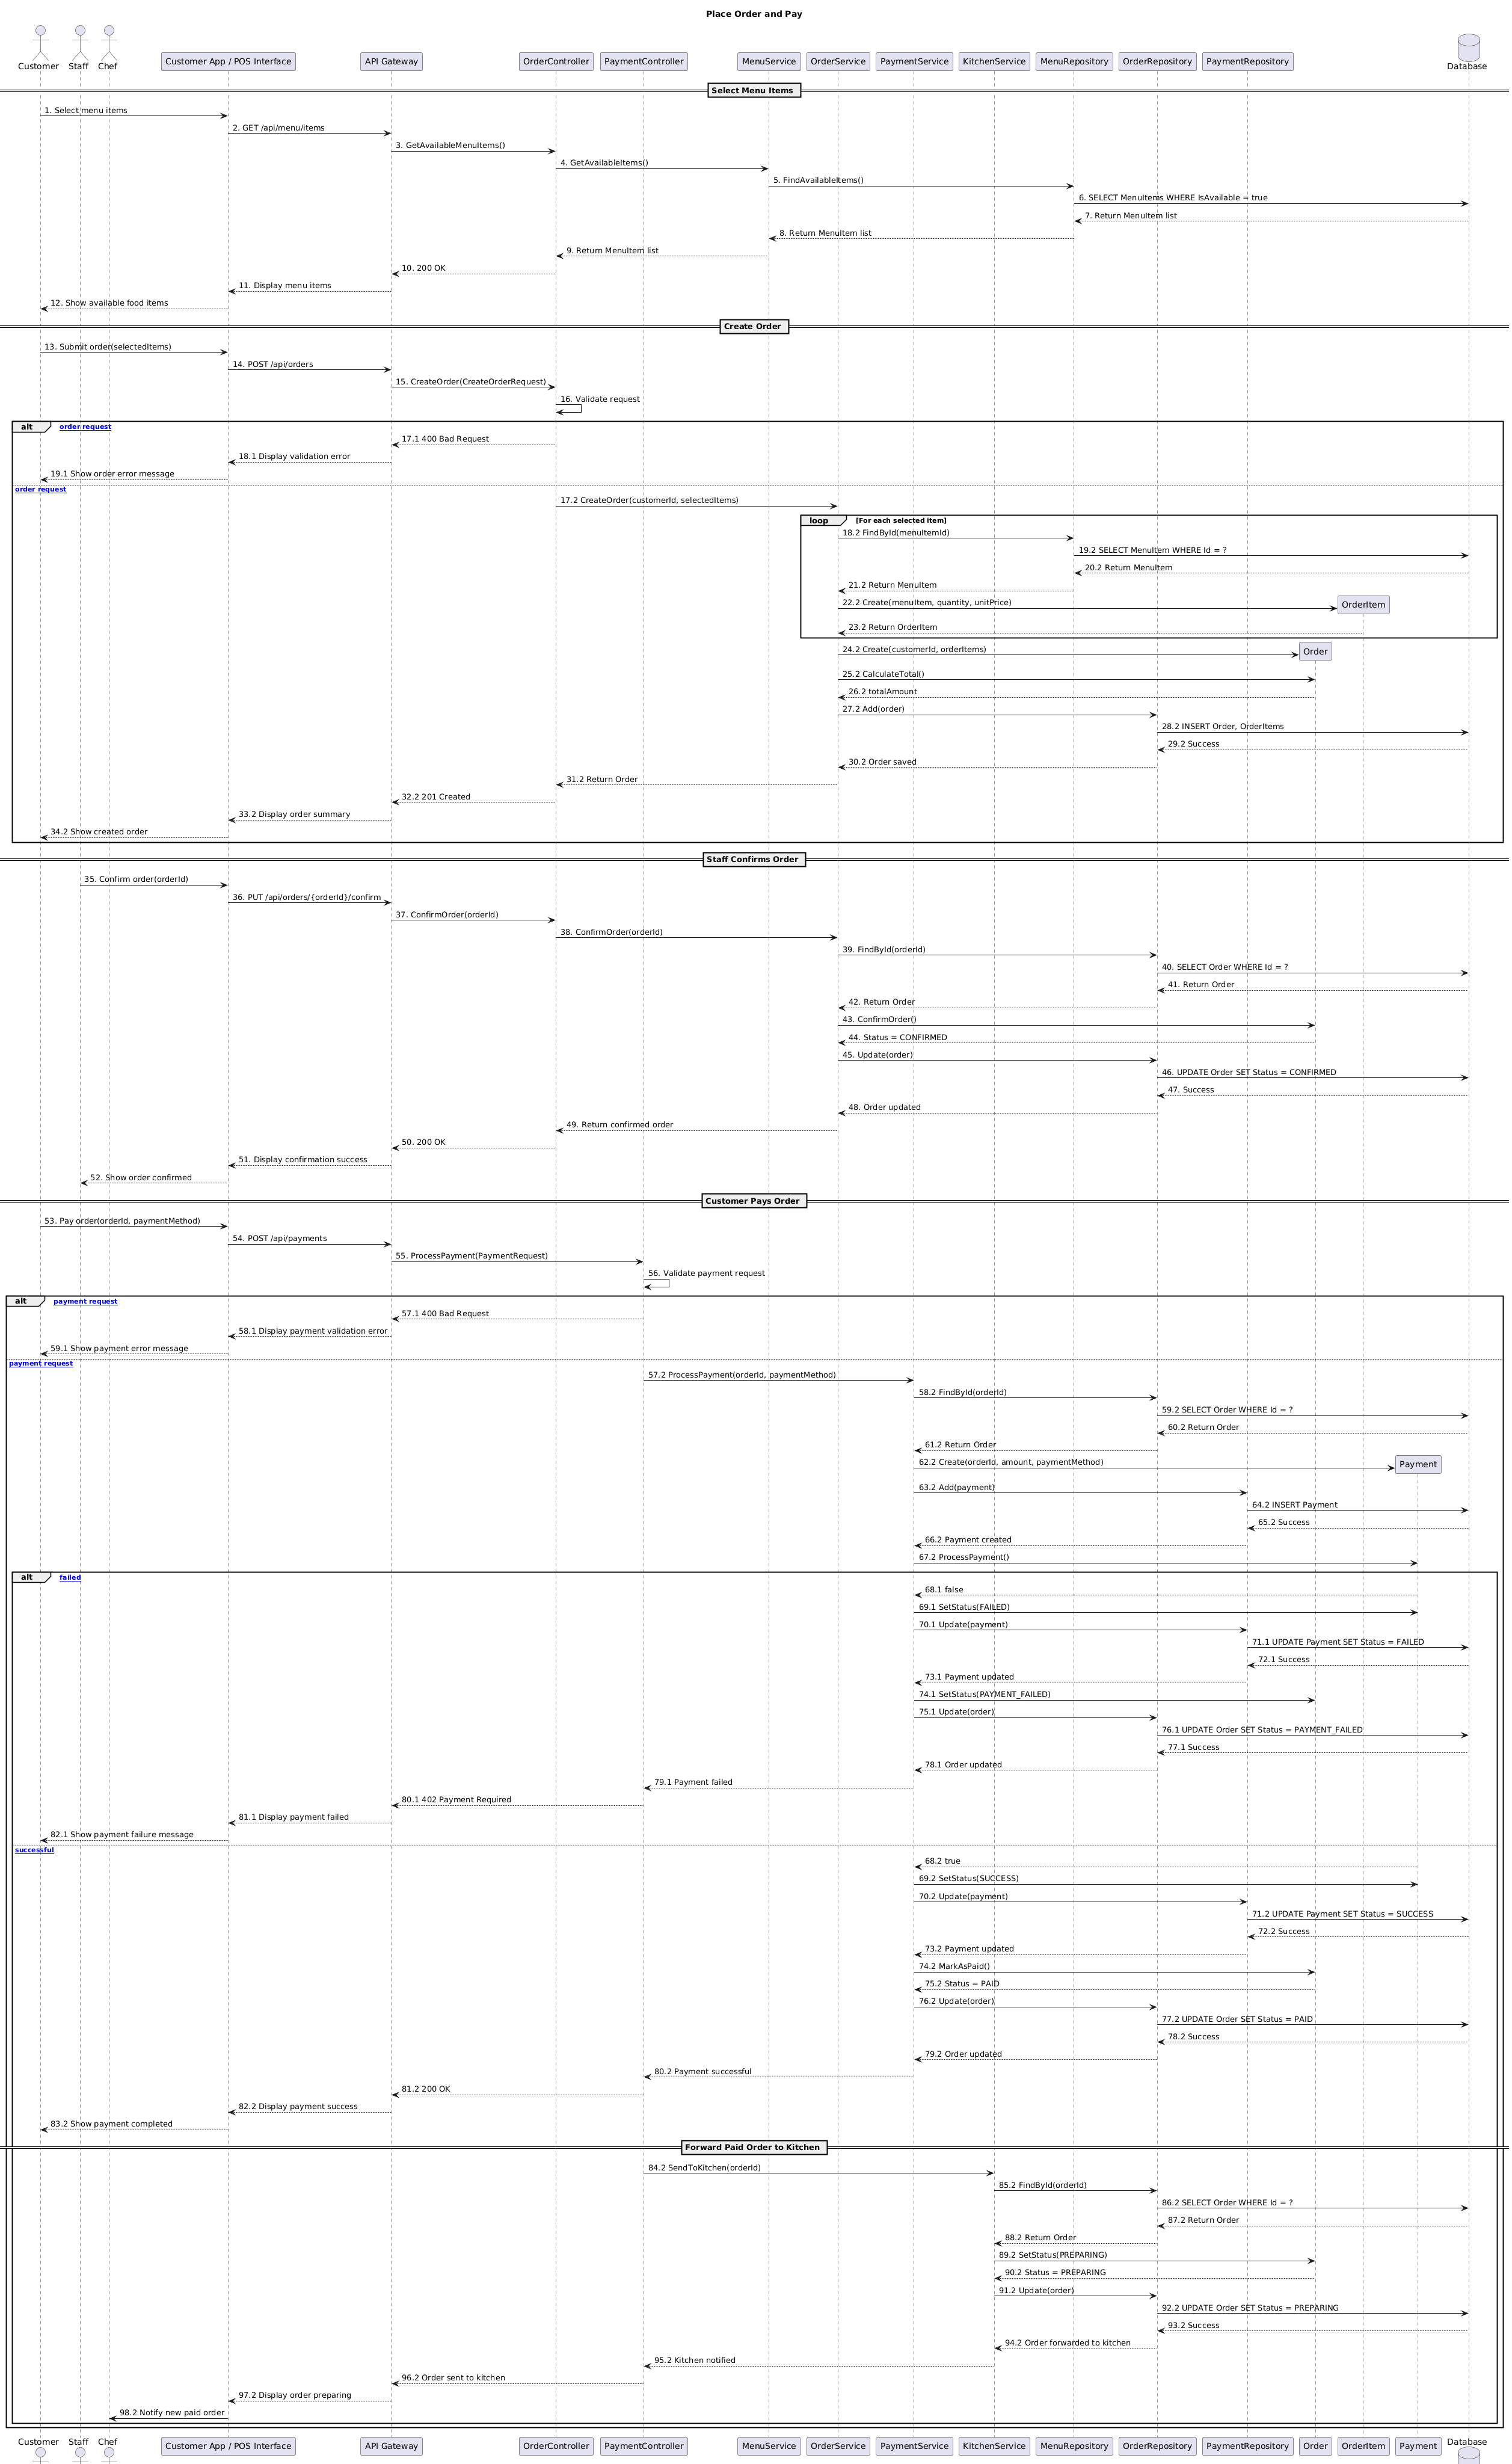 Place Order and Pay
Customer
Staff
Chef
Customer App / POS Interface
API Gateway
OrderController
PaymentController
MenuService
OrderService
PaymentService
KitchenService
MenuRepository
OrderRepository
PaymentRepository
Database
Select Menu Items
1. Select menu items
2. GET /api/menu/items
3. GetAvailableMenuItems()
4. GetAvailableItems()
5. FindAvailableItems()
6. SELECT MenuItems WHERE IsAvailable = true
7. Return MenuItem list
8. Return MenuItem list
9. Return MenuItem list
10. 200 OK
11. Display menu items
12. Show available food items
Create Order
13. Submit order(selectedItems)
14. POST /api/orders
15. CreateOrder(CreateOrderRequest)
16. Validate request
alt
order request
17.1 400 Bad Request
18.1 Display validation error
19.1 Show order error message
order request
17.2 CreateOrder(customerId, selectedItems)
loop
[For each selected item]
18.2 FindById(menuItemId)
19.2 SELECT MenuItem WHERE Id = ?
20.2 Return MenuItem
21.2 Return MenuItem
22.2 Create(menuItem, quantity, unitPrice)
OrderItem
23.2 Return OrderItem
24.2 Create(customerId, orderItems)
Order
25.2 CalculateTotal()
26.2 totalAmount
27.2 Add(order)
28.2 INSERT Order, OrderItems
29.2 Success
30.2 Order saved
31.2 Return Order
32.2 201 Created
33.2 Display order summary
34.2 Show created order
Staff Confirms Order
35. Confirm order(orderId)
36. PUT /api/orders/{orderId}/confirm
37. ConfirmOrder(orderId)
38. ConfirmOrder(orderId)
39. FindById(orderId)
40. SELECT Order WHERE Id = ?
41. Return Order
42. Return Order
43. ConfirmOrder()
44. Status = CONFIRMED
45. Update(order)
46. UPDATE Order SET Status = CONFIRMED
47. Success
48. Order updated
49. Return confirmed order
50. 200 OK
51. Display confirmation success
52. Show order confirmed
Customer Pays Order
53. Pay order(orderId, paymentMethod)
54. POST /api/payments
55. ProcessPayment(PaymentRequest)
56. Validate payment request
alt
payment request
57.1 400 Bad Request
58.1 Display payment validation error
59.1 Show payment error message
payment request
57.2 ProcessPayment(orderId, paymentMethod)
58.2 FindById(orderId)
59.2 SELECT Order WHERE Id = ?
60.2 Return Order
61.2 Return Order
62.2 Create(orderId, amount, paymentMethod)
Payment
63.2 Add(payment)
64.2 INSERT Payment
65.2 Success
66.2 Payment created
67.2 ProcessPayment()
alt
failed
68.1 false
69.1 SetStatus(FAILED)
70.1 Update(payment)
71.1 UPDATE Payment SET Status = FAILED
72.1 Success
73.1 Payment updated
74.1 SetStatus(PAYMENT_FAILED)
75.1 Update(order)
76.1 UPDATE Order SET Status = PAYMENT_FAILED
77.1 Success
78.1 Order updated
79.1 Payment failed
80.1 402 Payment Required
81.1 Display payment failed
82.1 Show payment failure message
successful
68.2 true
69.2 SetStatus(SUCCESS)
70.2 Update(payment)
71.2 UPDATE Payment SET Status = SUCCESS
72.2 Success
73.2 Payment updated
74.2 MarkAsPaid()
75.2 Status = PAID
76.2 Update(order)
77.2 UPDATE Order SET Status = PAID
78.2 Success
79.2 Order updated
80.2 Payment successful
81.2 200 OK
82.2 Display payment success
83.2 Show payment completed
Forward Paid Order to Kitchen
84.2 SendToKitchen(orderId)
85.2 FindById(orderId)
86.2 SELECT Order WHERE Id = ?
87.2 Return Order
88.2 Return Order
89.2 SetStatus(PREPARING)
90.2 Status = PREPARING
91.2 Update(order)
92.2 UPDATE Order SET Status = PREPARING
93.2 Success
94.2 Order forwarded to kitchen
95.2 Kitchen notified
96.2 Order sent to kitchen
97.2 Display order preparing
98.2 Notify new paid order
Customer
Staff
Chef
Customer App / POS Interface
API Gateway
OrderController
PaymentController
MenuService
OrderService
PaymentService
KitchenService
MenuRepository
OrderRepository
PaymentRepository
Order
OrderItem
Payment
Database